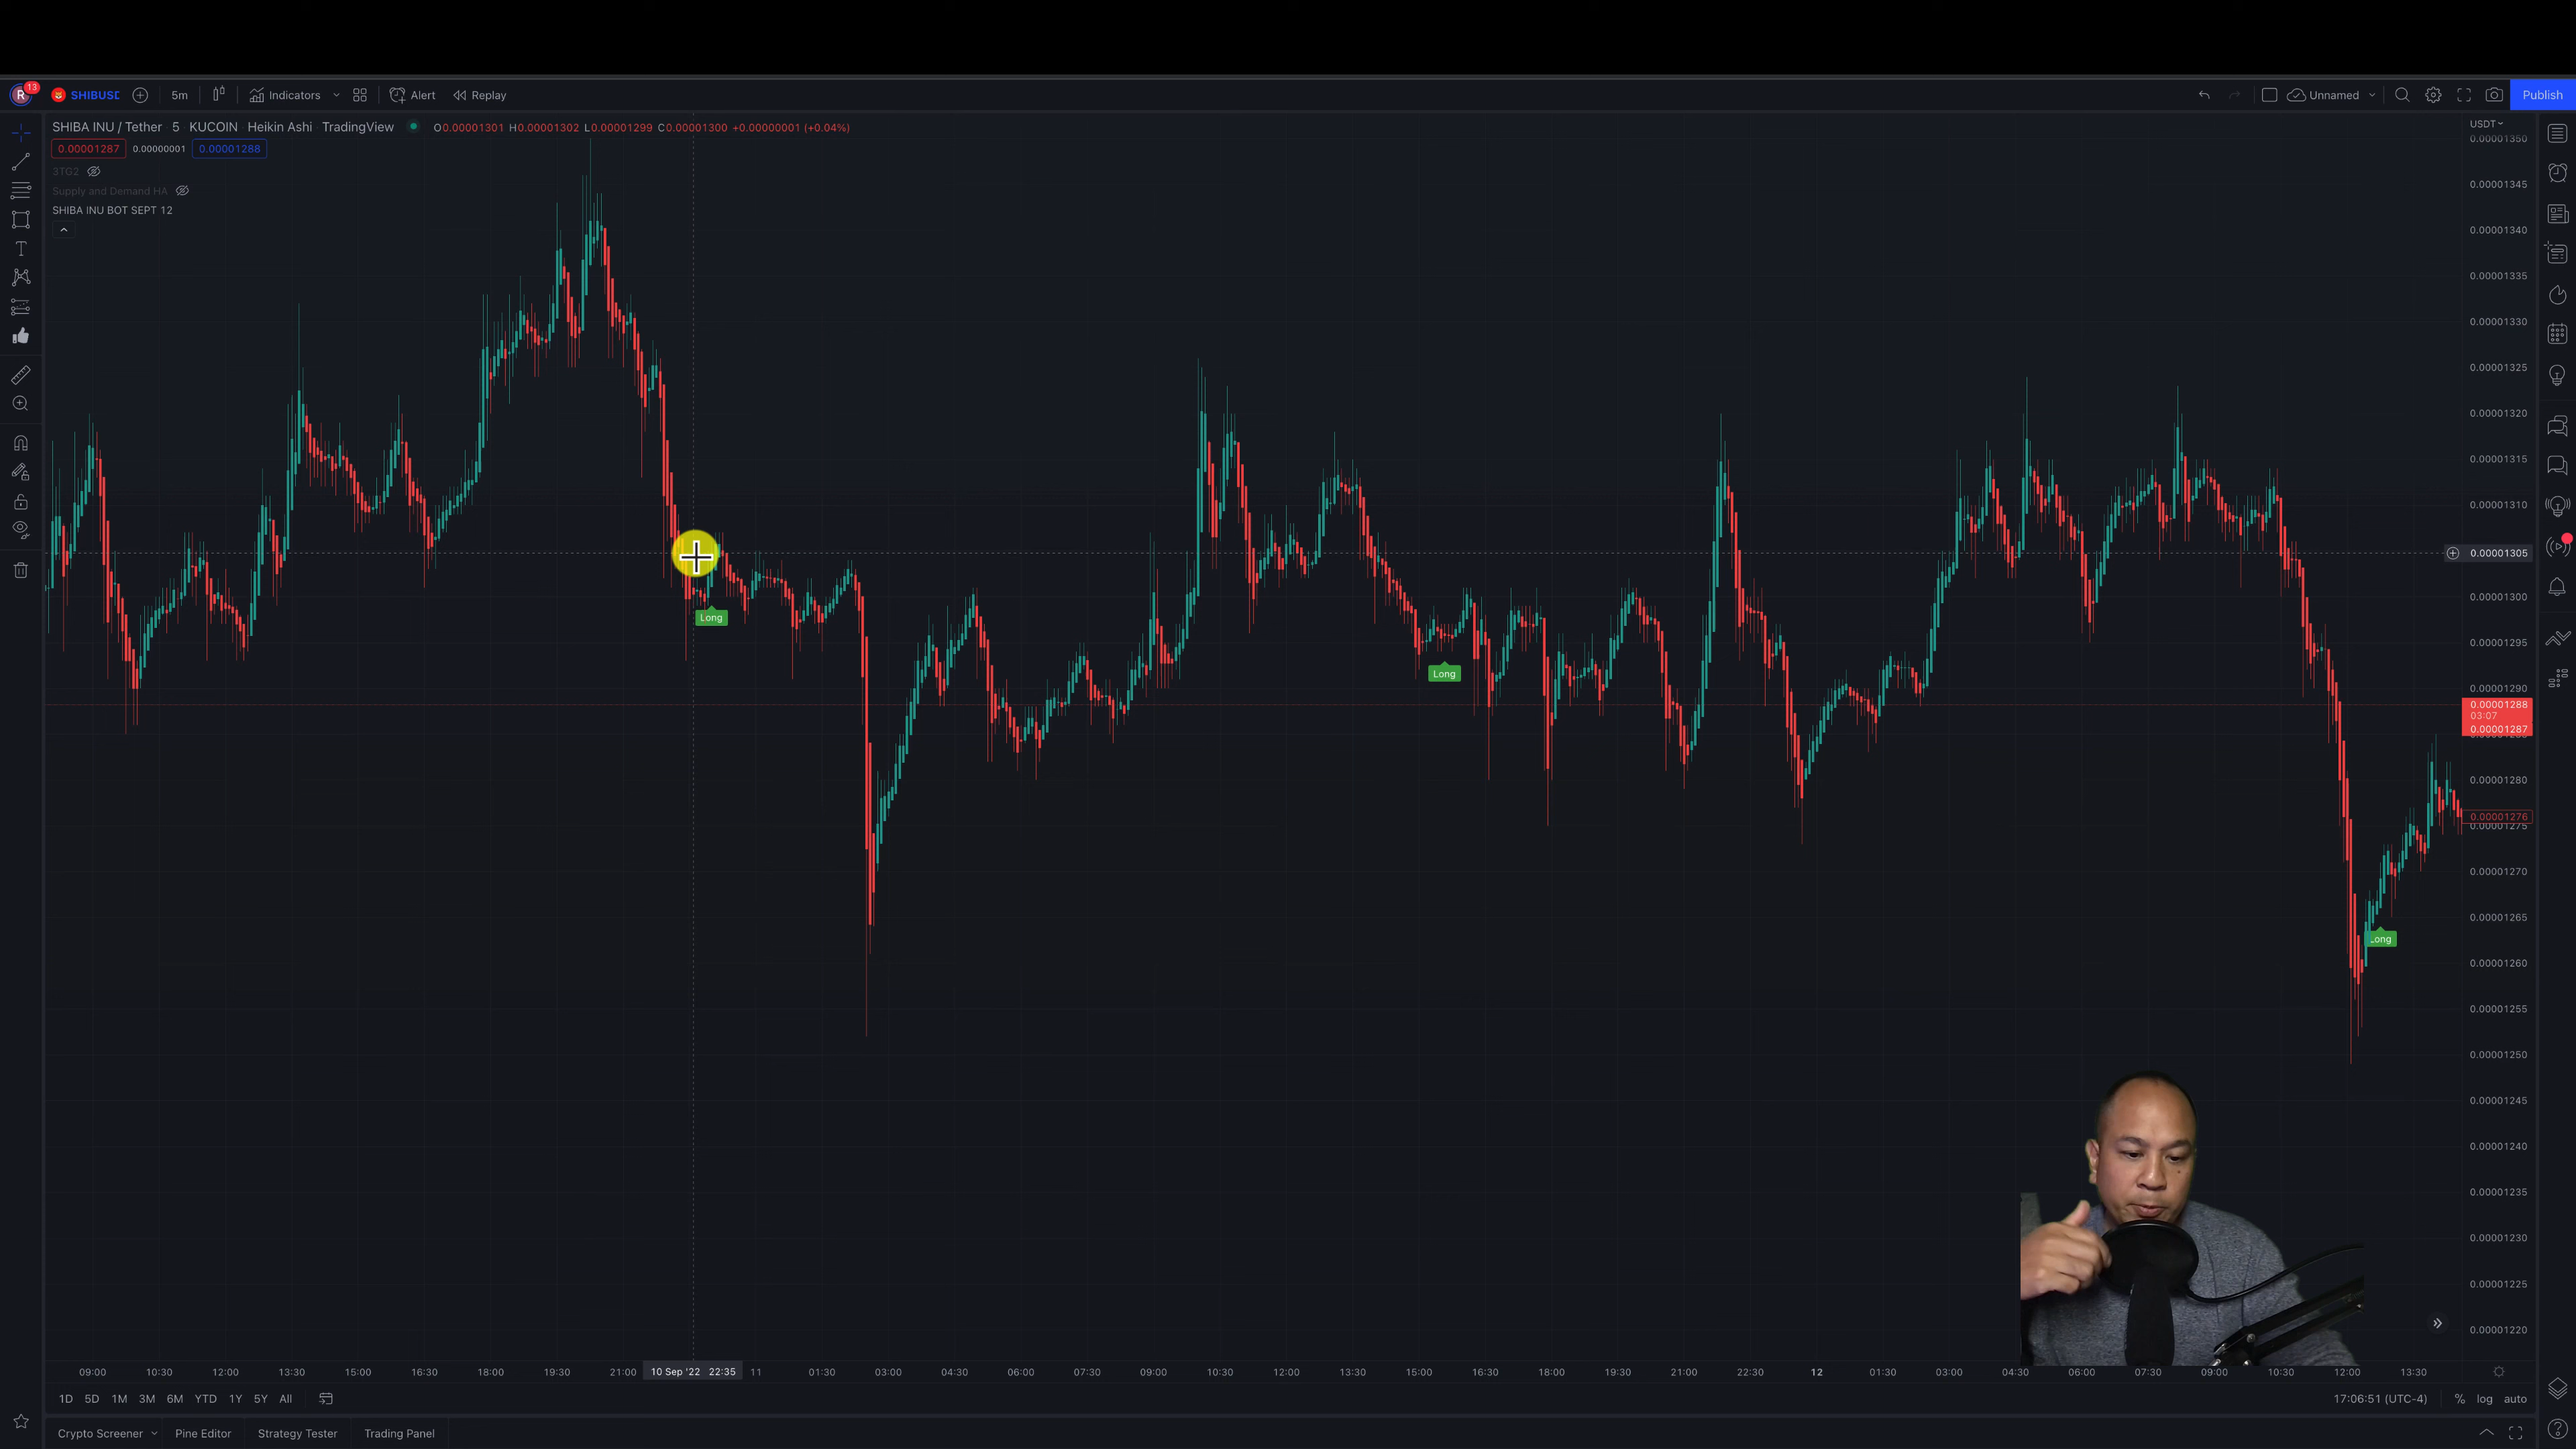 R 13 SHIBUSD 5m Indicators Alert Replay Unnamed Publish
SHIBA INU / Tether 5 KUCOIN Heikin Ashi TradingView O0.00001301 H0.00001302 L0.00001299 C0.00001300 +0.00000001 (+0.04%)
0.00001287 0.00000001 0.00001288
3TG2
Supply and Demand HA
SHIBA INU BOT SEPT 12
USDT
0.00001350
0.00001345
0.00001340
0.00001335
0.00001330
0.00001325
0.00001320
0.00001315
0.00001310
0.00001305
0.00001300
Long
0.00001295
Long
0.00001290
0.00001288
03:07
0.00001287
0.00001280
0.00001276
0.00001275
0.00001270
0.00001265
Long
0.00001260
0.00001255
0.00001250
0.00001245
0.00001240
0.00001235
0.00001230
0.00001225
0.00001220
09:00 10:30 12:00 13:30 15:00 16:30 18:00 19:30 21:00 10 Sep '22 22:35 11 01:30 03:00 04:30 06:00 07:30 09:00 10:30 12:00 13:30 15:00 16:30 18:00 19:30 21:00 22:30 12 01:30 03:00 04:30 06:00 07:30 09:00 10:30 12:00 13:30
1D 5D 1M 3M 6M YTD 1Y 5Y All 17:06:51 (UTC-4) % log auto
Crypto Screener Pine Editor Strategy Tester Trading Panel